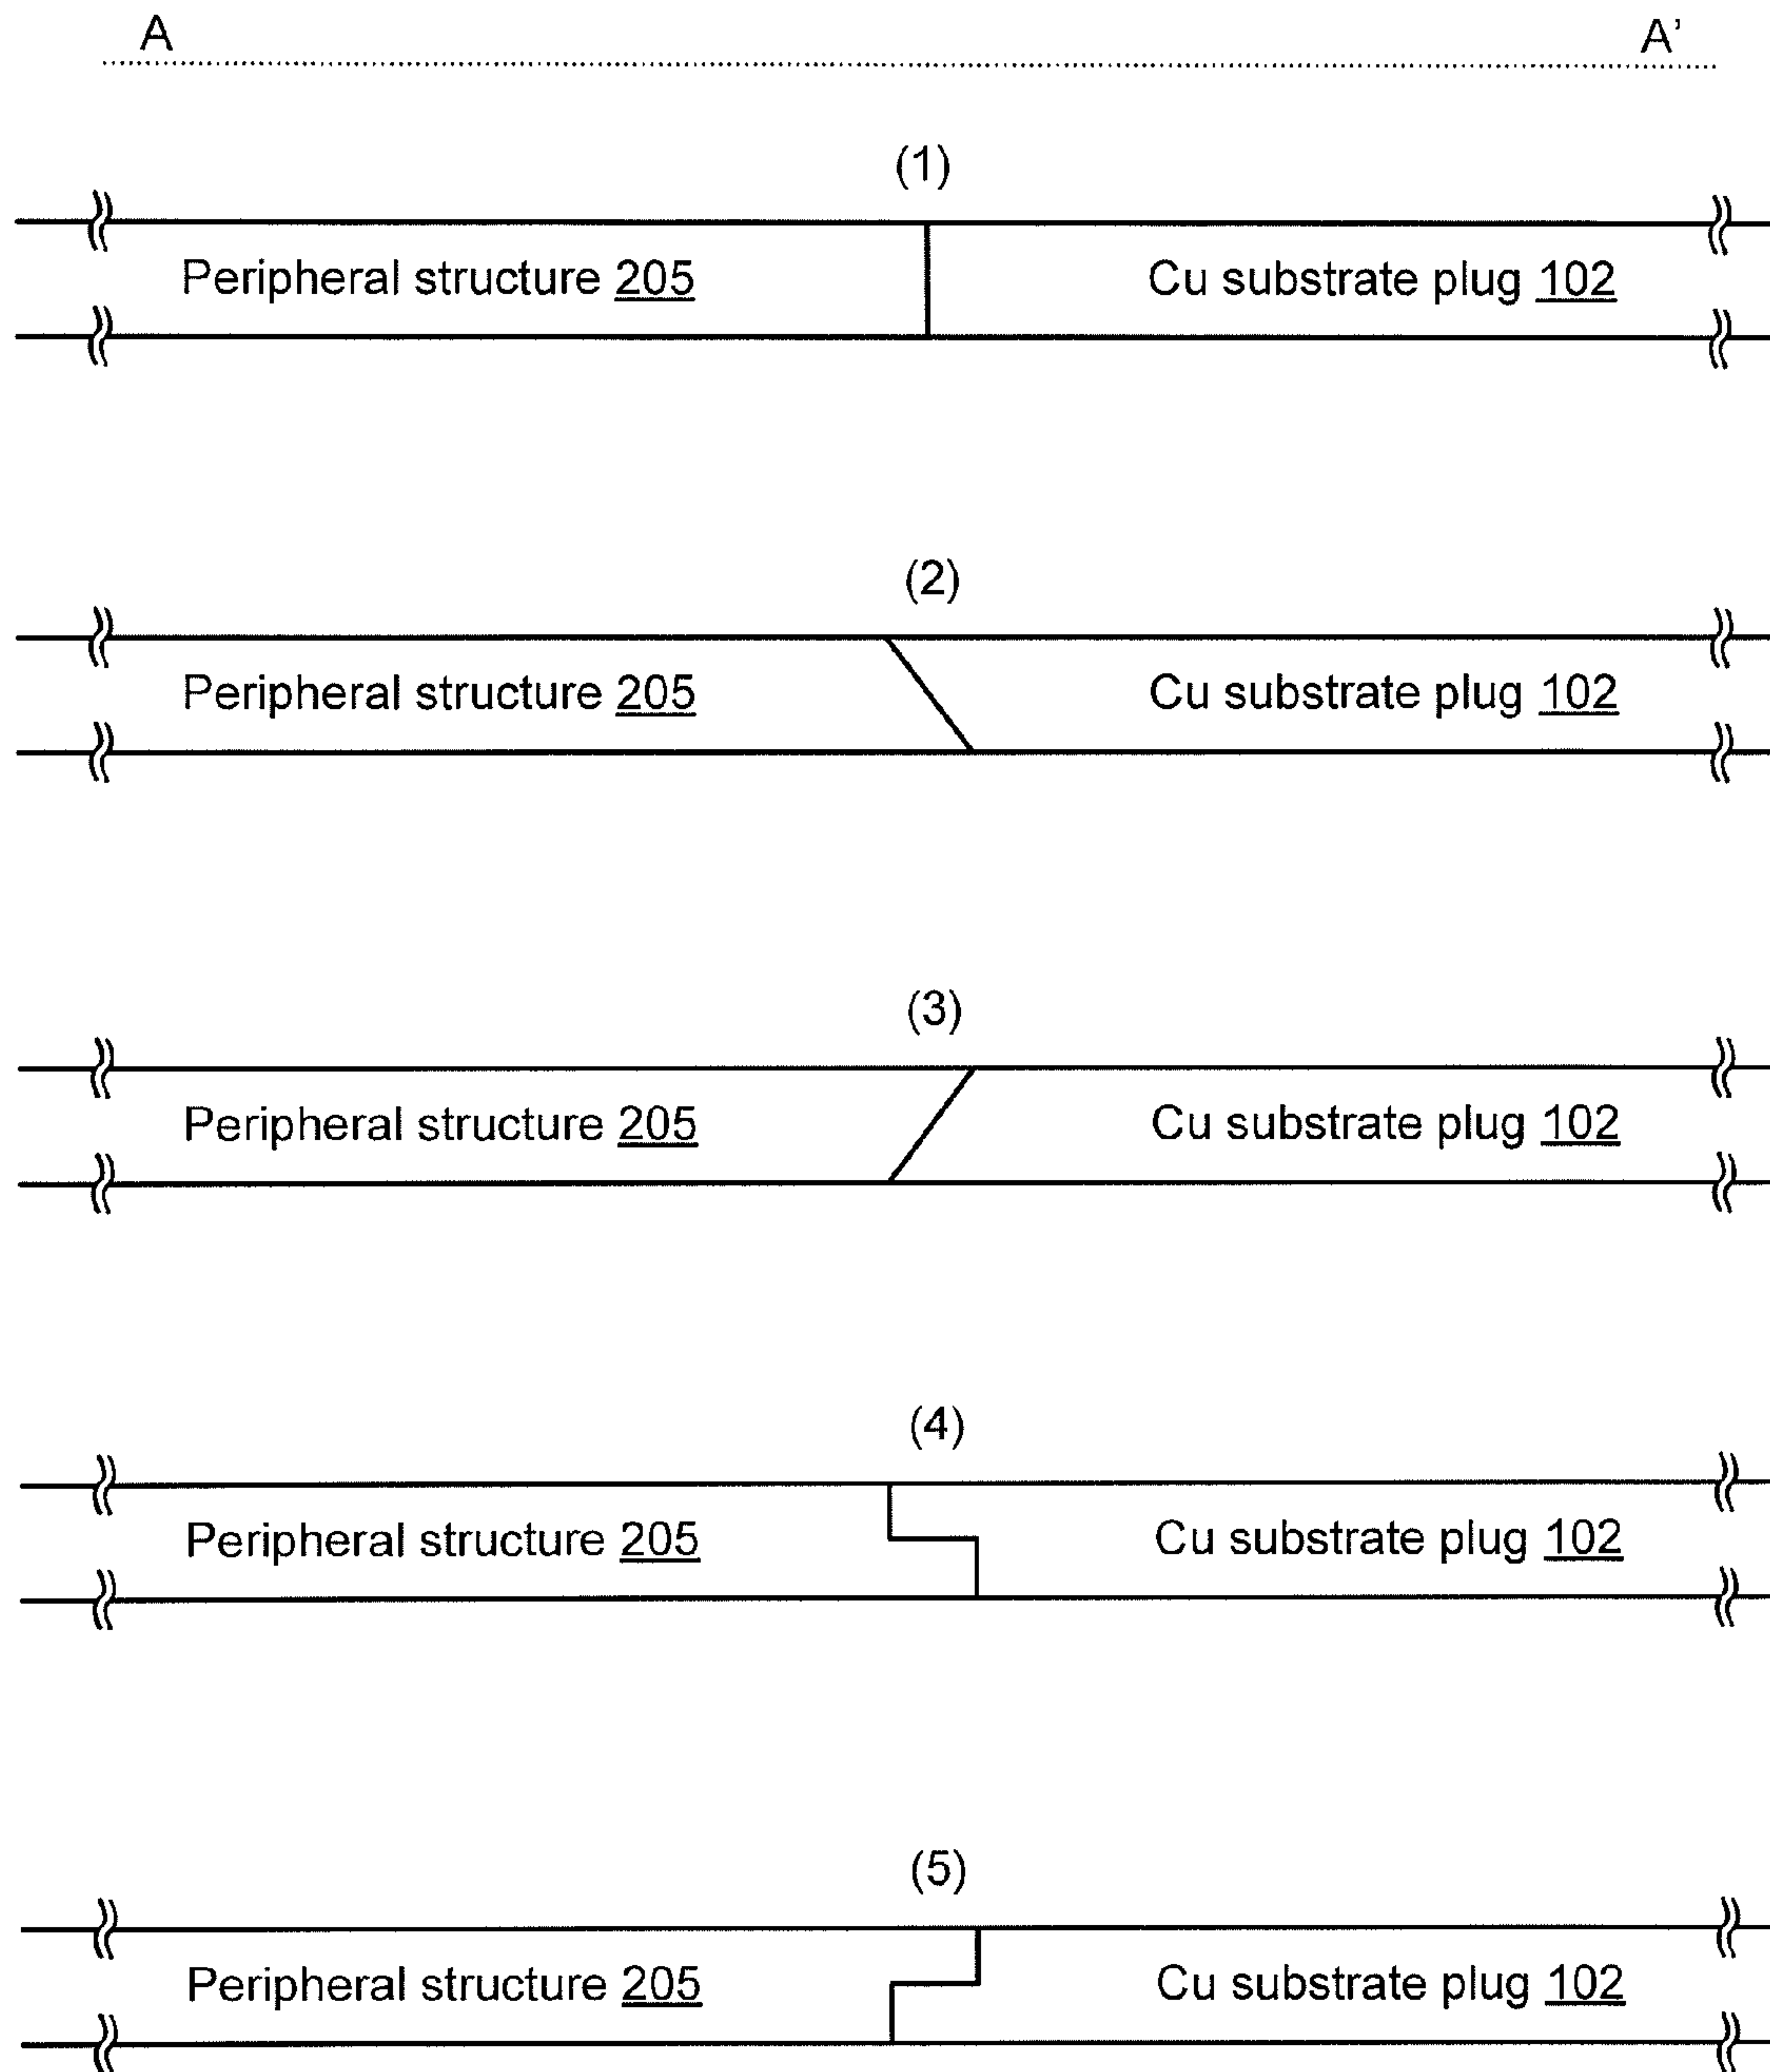 A A’
(1)
Peripheral structure 205 Cu substrate plug 102
(2)
Peripheral structure 205 Cu substrate plug 102
(3)
Peripheral structure 205 Cu substrate plug 102
(4)
Peripheral structure 205 Cu substrate plug 102
(5)
Peripheral structure 205 Cu substrate plug 102